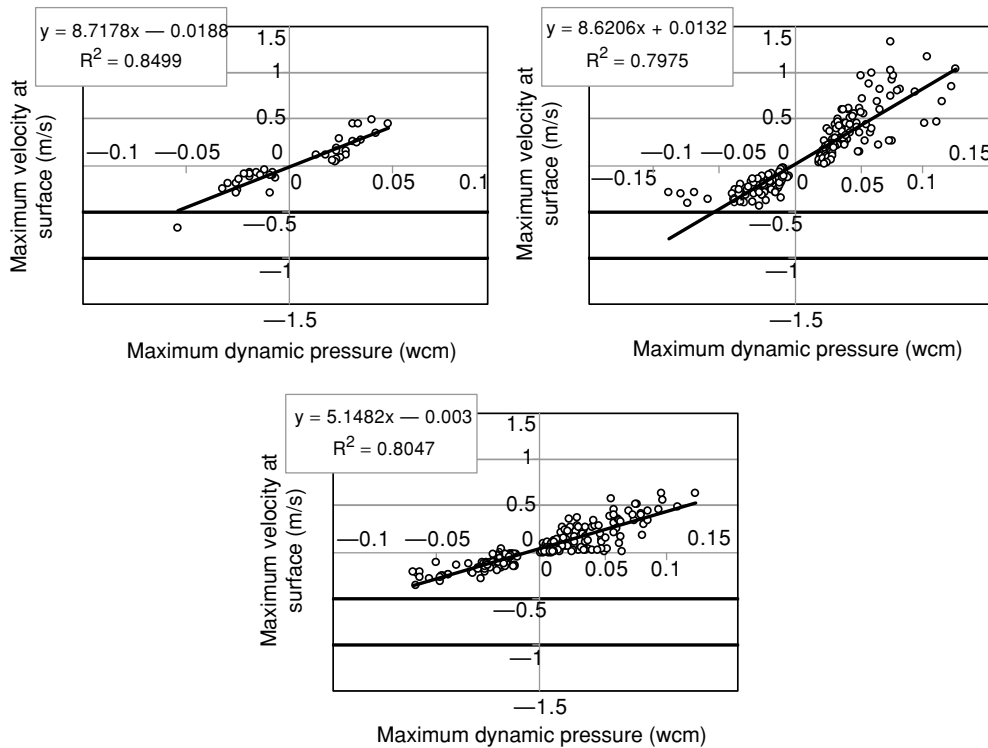 y = 8.7178x — 0.0188
R² = 0.8499
1.5
1
0.5
0
—0.1
—0.05
0
0.05
0.1
—0.5
—1
—1.5
Maximum velocity at
surface (m/s)
Maximum dynamic pressure (wcm)
y = 8.6206x + 0.0132
R² = 0.7975
1.5
1
0.5
0
—0.1
—0.05
0.15
—0.15
0
0.05
0.1
—0.5
—1
—1.5
Maximum velocity at
surface (m/s)
Maximum dynamic pressure (wcm)
y = 5.1482x — 0.003
R² = 0.8047
1.5
1
0.5
0
—0.1
—0.05
0.15
0
0.05
0.1
—0.5
—1
—1.5
Maximum velocity at
surface (m/s)
Maximum dynamic pressure (wcm)